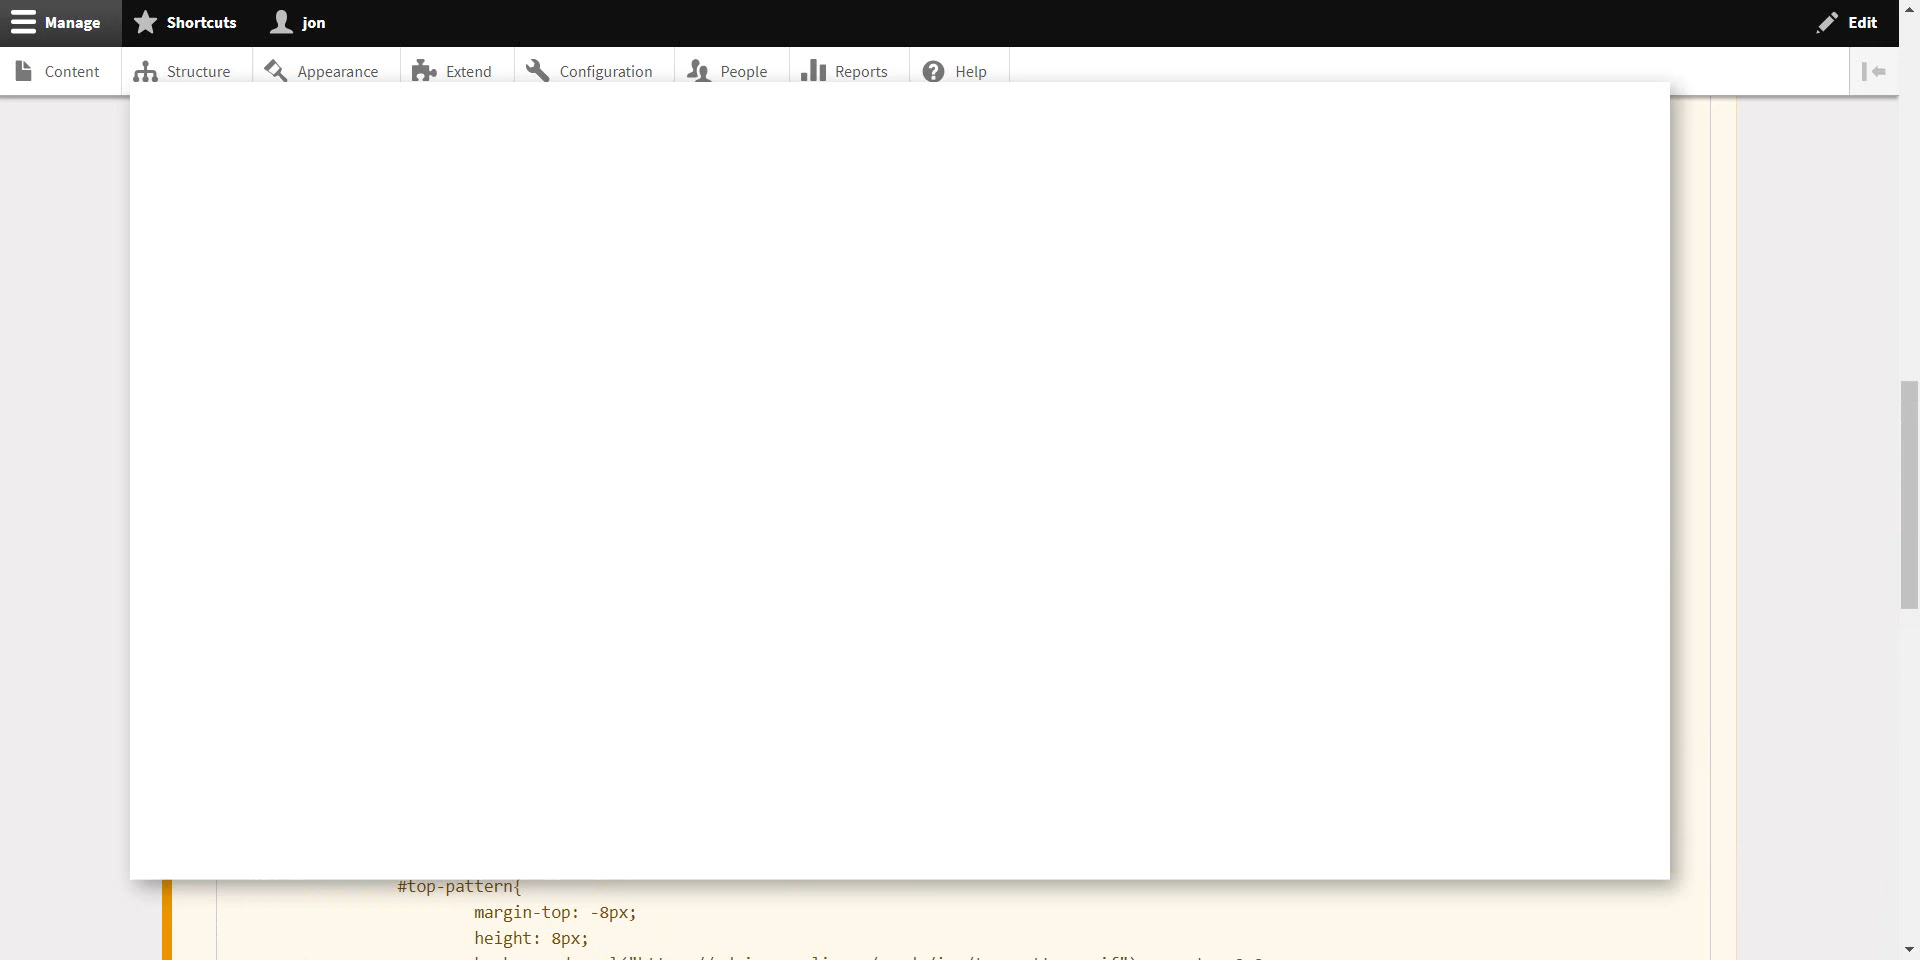 Manage Shortcuts jon Edit
Content Structure Appearance Extend Configuration People Reports Help
#top-pattern{
margin-top: -8px;
height: 8px;